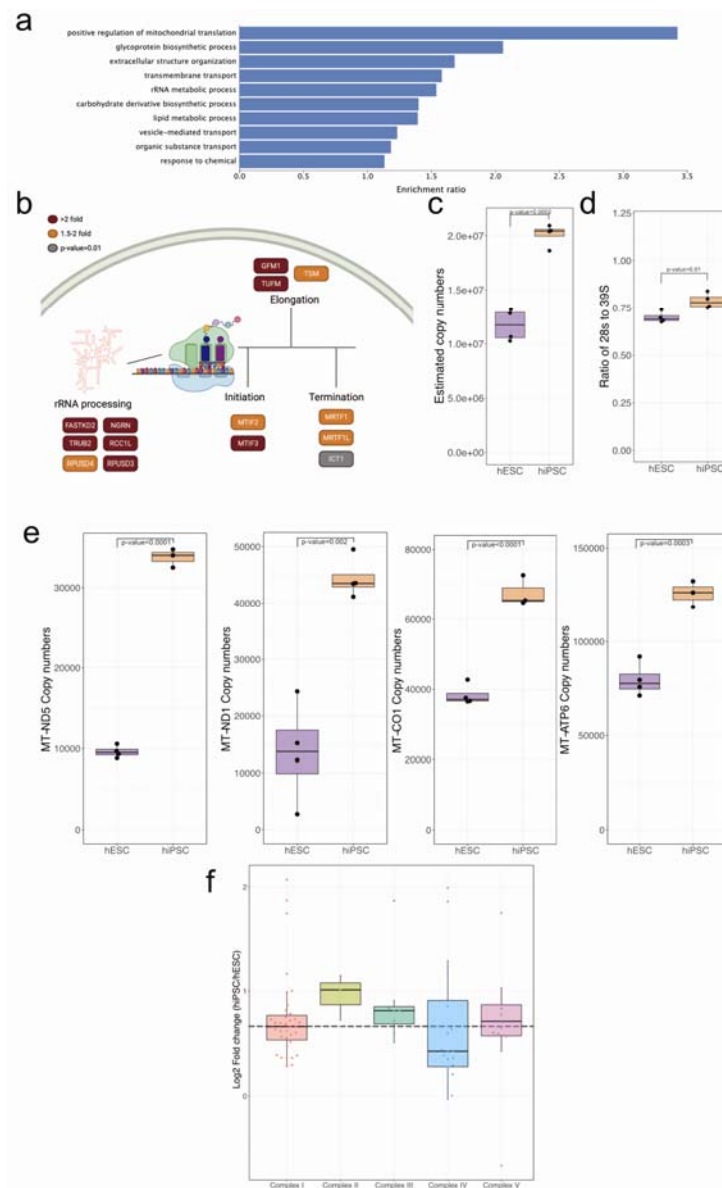 a
positive regulation of mitochondrial translation
glycoprotein biosynthetic process
extracellular structure organization
transmembrane transport
rRNA metabolic process
carbohydrate derivative biosynthetic process
lipid metabolic process
vesicle-mediated transport
organic substance transport
response to chemical
0.0 0.5 1.0 1.5 2.0 2.5 3.0 3.5
Enrichment ratio
b
>2 fold
1.5-2 fold
p-value=0.01
GFM1
TUFM
TSM
Elongation
rRNA processing
FASTKD2 NGRN
TRUB2 RCC1L
RPUSD4 RPUSD3
Initiation
MTIF2
MTIF3
Termination
MRTF1
MRTF1L
ICT1
c
Estimated copy numbers
2.0e+07
1.0e+07
1.0e+06
0.0e+00
p-value=0.0003
hESC hiPSC
d
Ratio of 28s to 39S
1.25
1.00
0.75
0.50
0.25
0.00
p-value=0.01
hESC hiPSC
e
MT-ND5 Copy numbers
30000
20000
10000
0
p-value=0.0001
hESC hiPSC
MT-ND1 Copy numbers
50000
40000
30000
20000
10000
0
p-value=0.002
hESC hiPSC
MT-CO1 Copy numbers
80000
60000
40000
20000
0
p-value<0.0001
hESC hiPSC
MT-ATP6 Copy numbers
150000
100000
50000
0
p-value=0.0003
hESC hiPSC
f
Log2 Fold change (hiPSC/hESC)
2
1
0
Complex I Complex II Complex III Complex IV Complex V